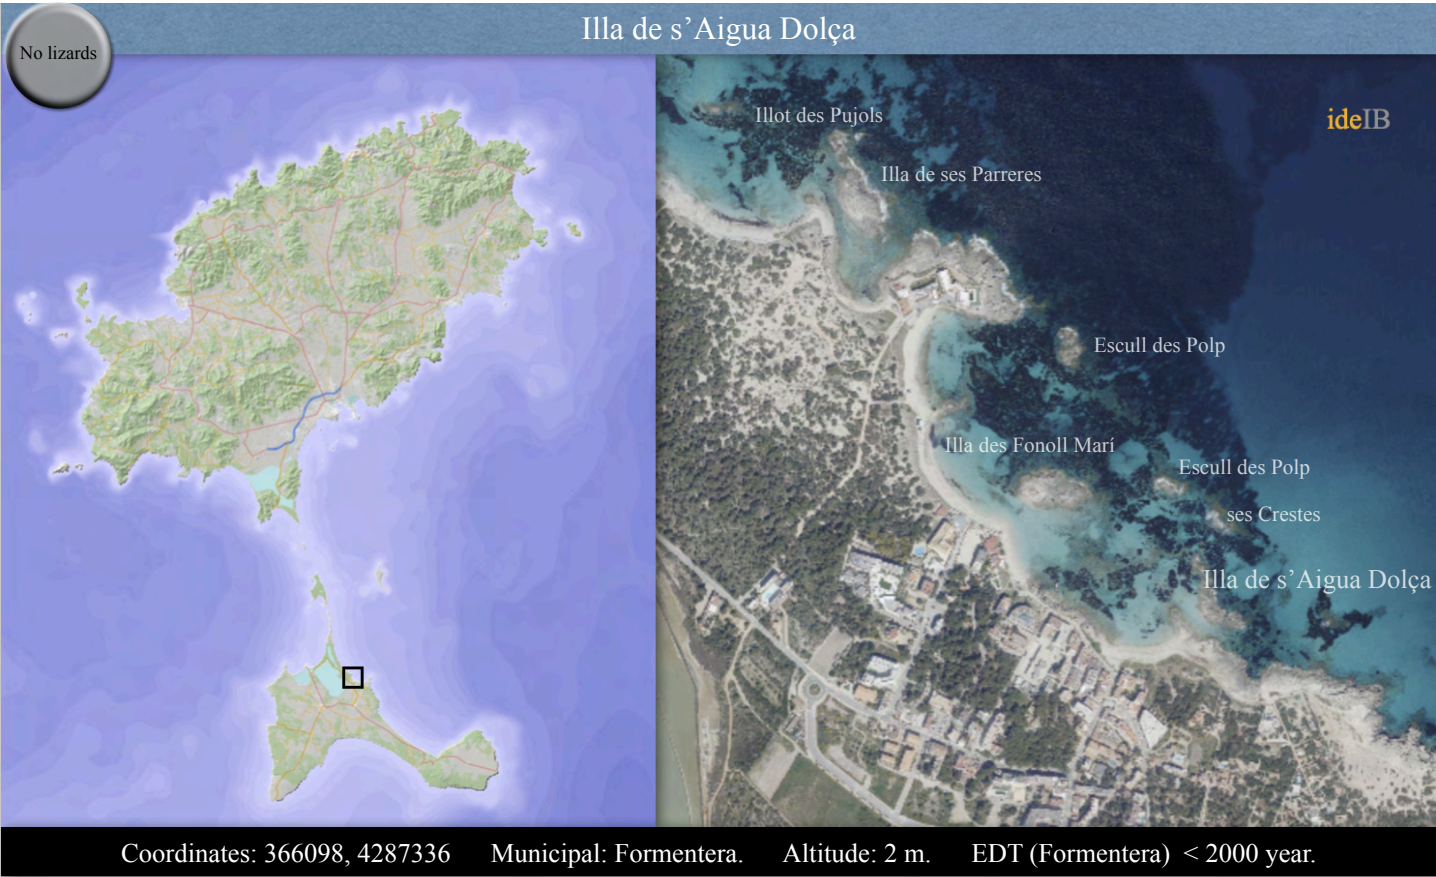 Illa de s’Aigua Dolça
No lizards
Illot des Pujols
ideIB
Illa de ses Parreres
Escull des Polp
Illa des Fonoll Marí
Escull des Polp
ses Crestes
Illa de s’Aigua Dolça
Coordinates: 366098, 4287336 Municipal: Formentera. Altitude: 2 m. EDT (Formentera) < 2000 year.